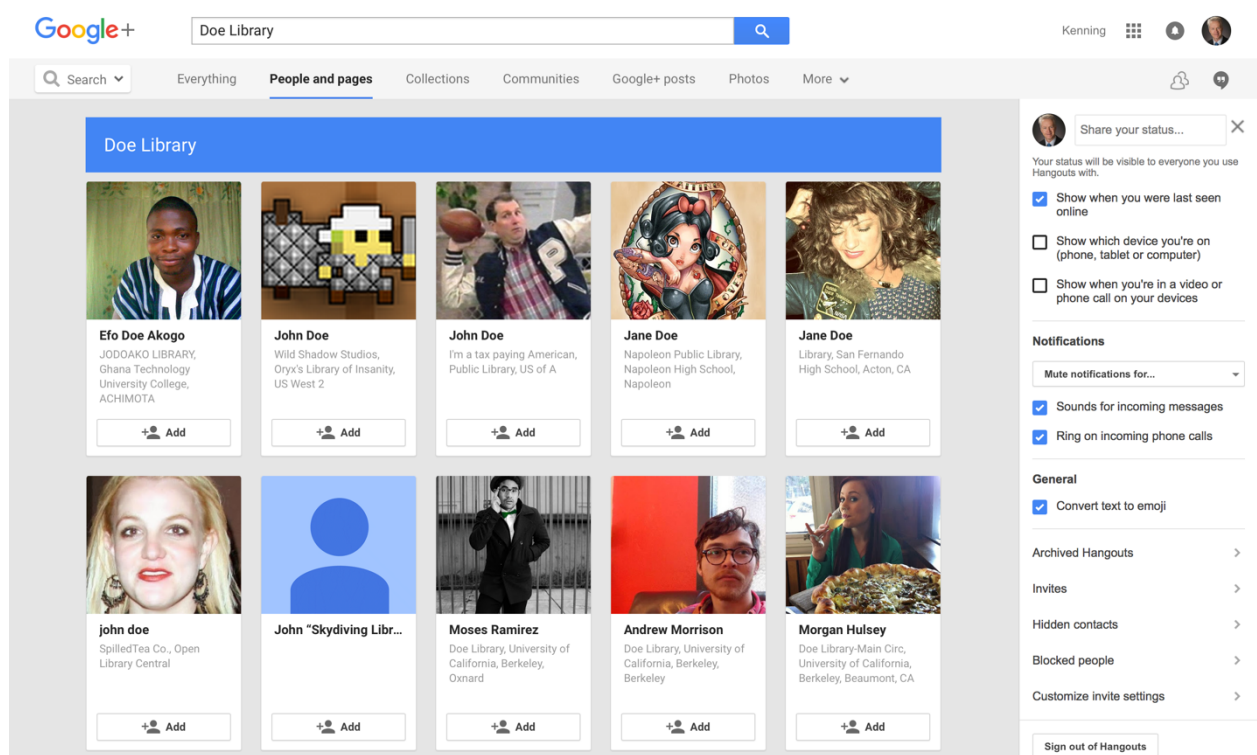 Google+
Doe Library
Kenning
Search
Everything
People and pages
Collections
Communities
Google+ posts
Photos
More
Doe Library
Efo Doe Akogo
JODOAKO LIBRARY,
Ghana Technology
University College,
ACHIMOTA
Add
John Doe
Wild Shadow Studios,
Oryx's Library of Insanity,
US West 2
Add
John Doe
I'm a tax paying American,
Public Library, US of A
Add
Jane Doe
Napoleon Public Library,
Napoleon High School,
Napoleon
Add
Jane Doe
Library, San Fernando
High School, Acton, CA
Add
john doe
SpilledTea Co., Open
Library Central
Add
John “Skydiving Libr...
Add
Moses Ramirez
Doe Library, University of
California, Berkeley,
Oxnard
Add
Andrew Morrison
Doe Library, University of
California, Berkeley,
Berkeley
Add
Morgan Hulsey
Doe Library-Main Circ,
University of California,
Berkeley, Beaumont, CA
Add
Share your status...
Your status will be visible to everyone you use
Hangouts with.
Show when you were last seen
online
Show which device you're on
(phone, tablet or computer)
Show when you're in a video or
phone call on your devices
Notifications
Mute notifications for...
Sounds for incoming messages
Ring on incoming phone calls
General
Convert text to emoji
Archived Hangouts
Invites
Hidden contacts
Blocked people
Customize invite settings
Sign out of Hangouts